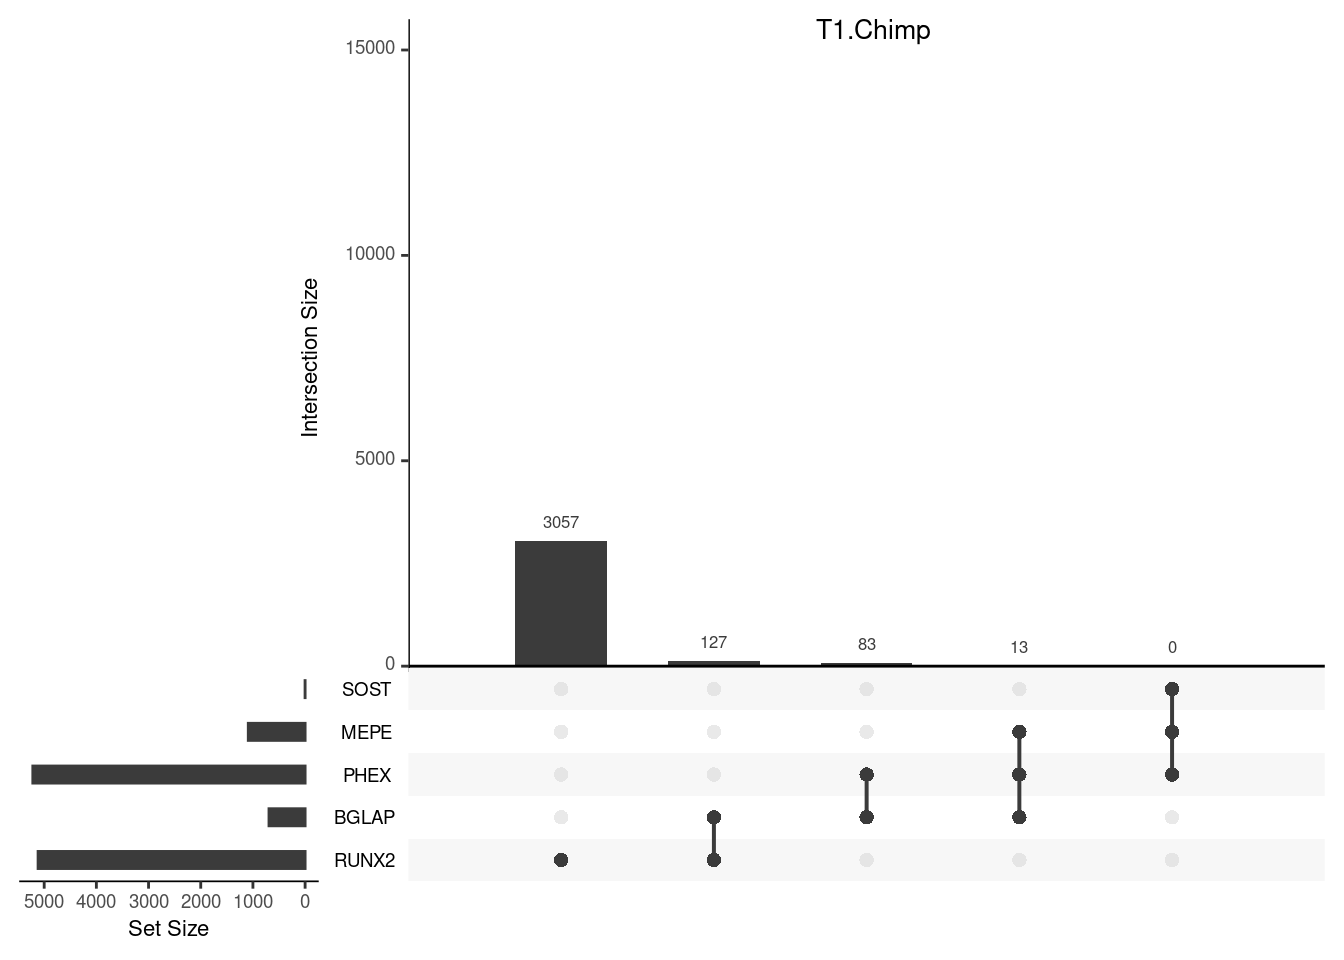 T1.Chimp
15000
10000
5000
0
Intersection Size
3057
127
83
13
0
SOST
MEPE
PHEX
BGLAP
RUNX2
5000 4000 3000 2000 1000 0
Set Size